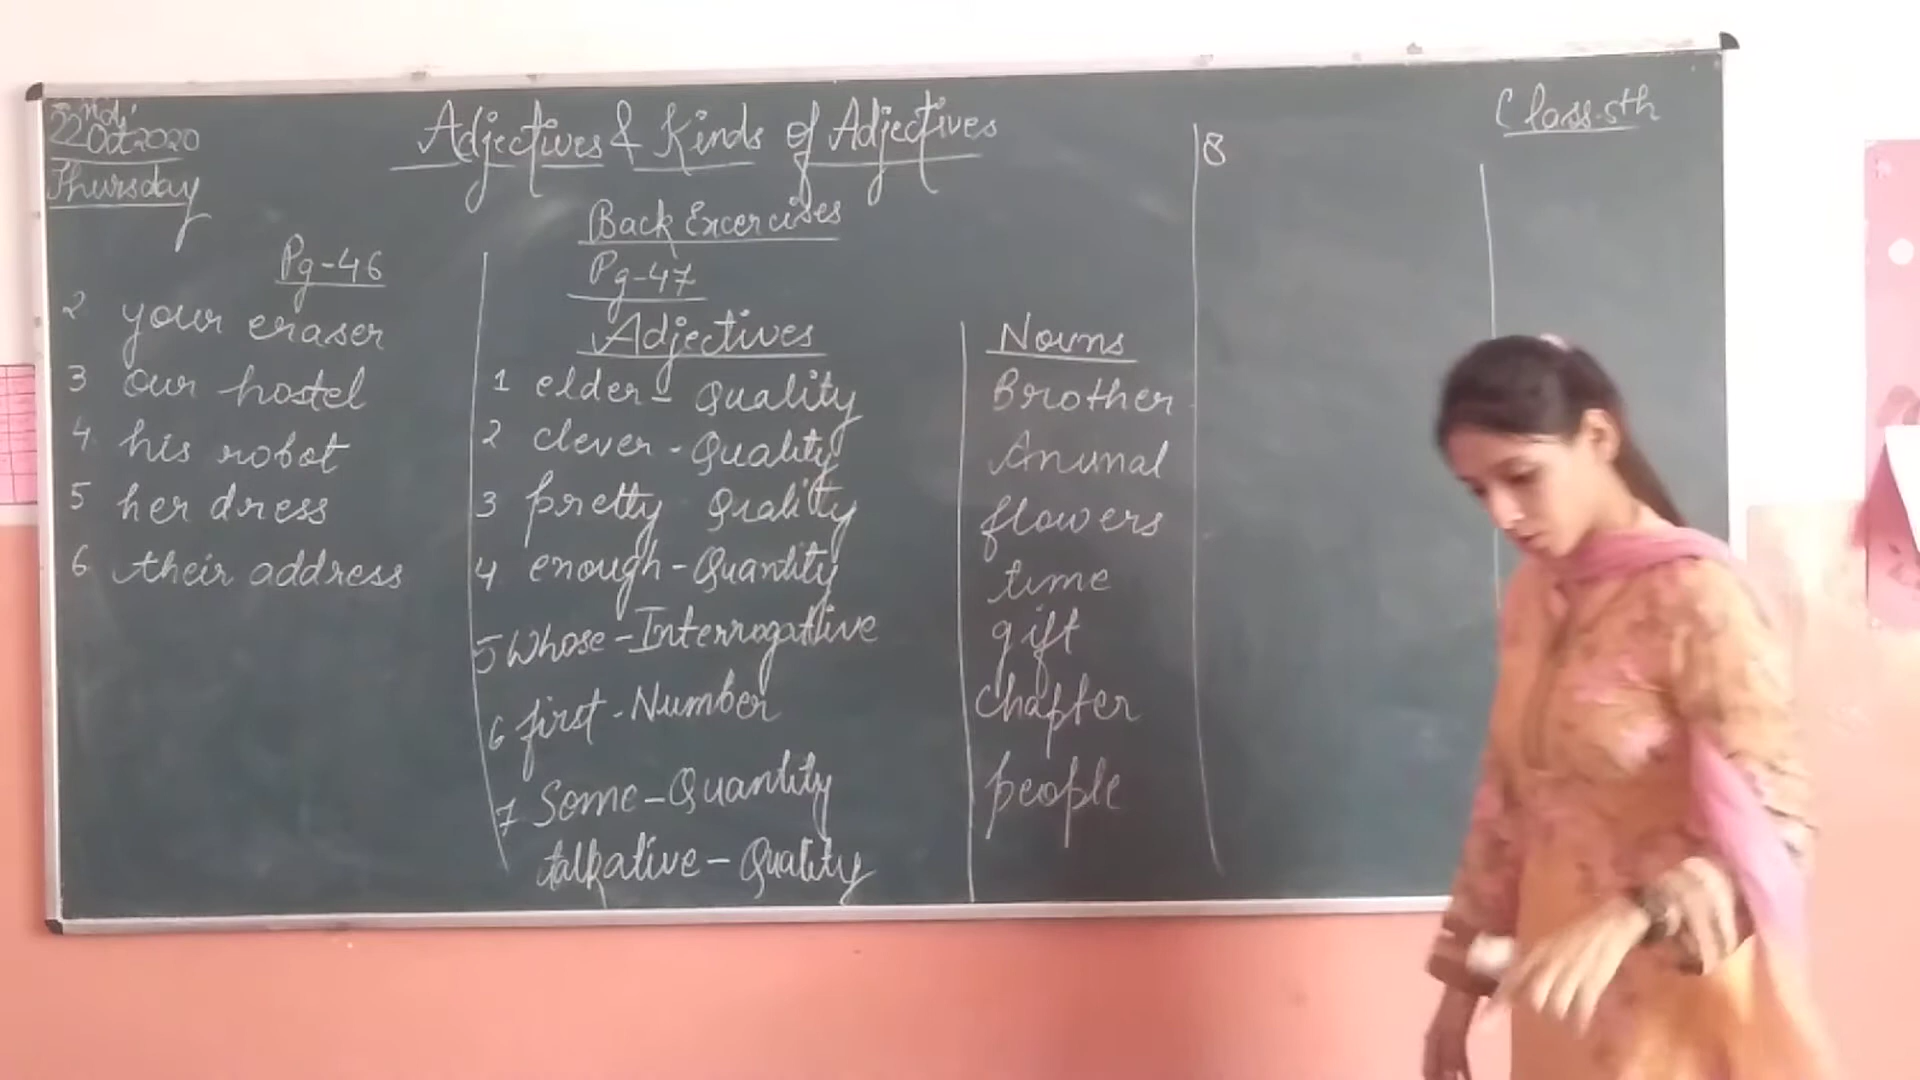 22nd Oct 2020
Thursday
Adjectives & Kinds of Adjectives
Class-5th
Back Excercises
Pg-46
2 your eraser
3 our hostel
4 his robot
5 her dress
6 their address
Pg-47
Adjectives Nouns
1 elder - Quality Brother
2 clever - Quality Animal
3 pretty Quality flowers
4 enough - Quantity time
5 Whose - Interrogative gift
6 first - Number Chapter
7 Some - Quantity people
talkative - Quality
8